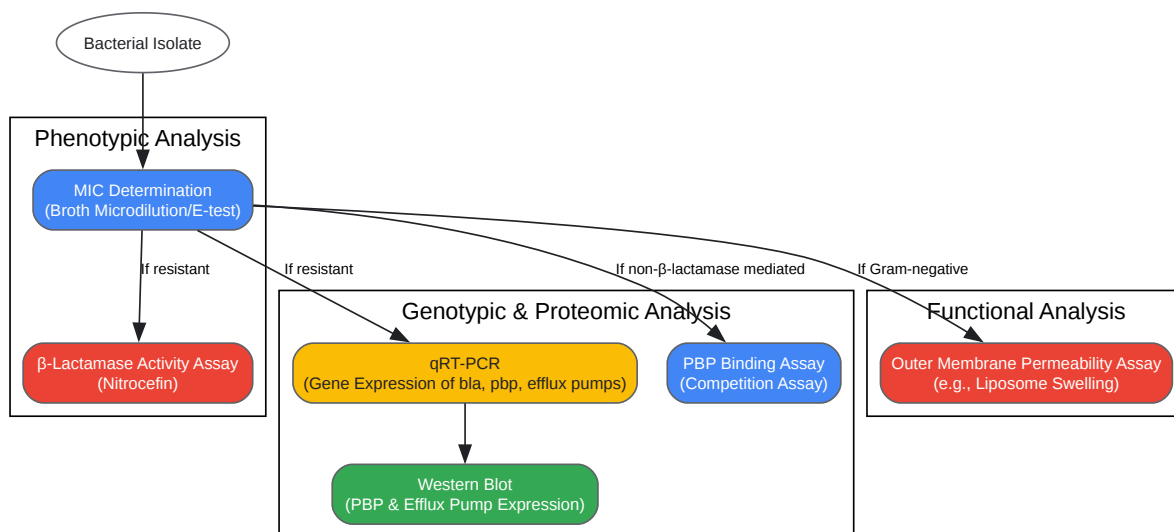 Bacterial Isolate
Phenotypic Analysis
MIC Determination
(Broth Microdilution/E-test)
If resistant
If resistant
If non-β-lactamase mediated
If Gram-negative
Genotypic & Proteomic Analysis
Functional Analysis
β-Lactamase Activity Assay
(Nitrocefin)
qRT-PCR
(Gene Expression of bla, pbp, efflux pumps)
PBP Binding Assay
(Competition Assay)
Outer Membrane Permeability Assay
(e.g., Liposome Swelling)
Western Blot
(PBP & Efflux Pump Expression)